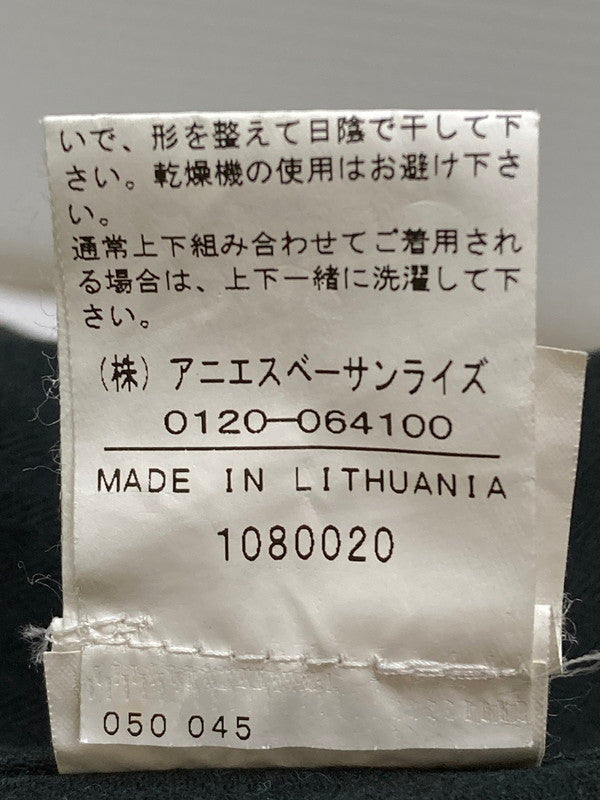 いで、形を整えて日陰で干して下
さい。乾燥機の使用はお避け下さ
い。
通常上下組み合わせてご着用され
る場合は、上下一緒に洗濯して下
さい。
(株) アニエスベーサンライズ
0120-064100
MADE IN LITHUANIA
1080020
050 045